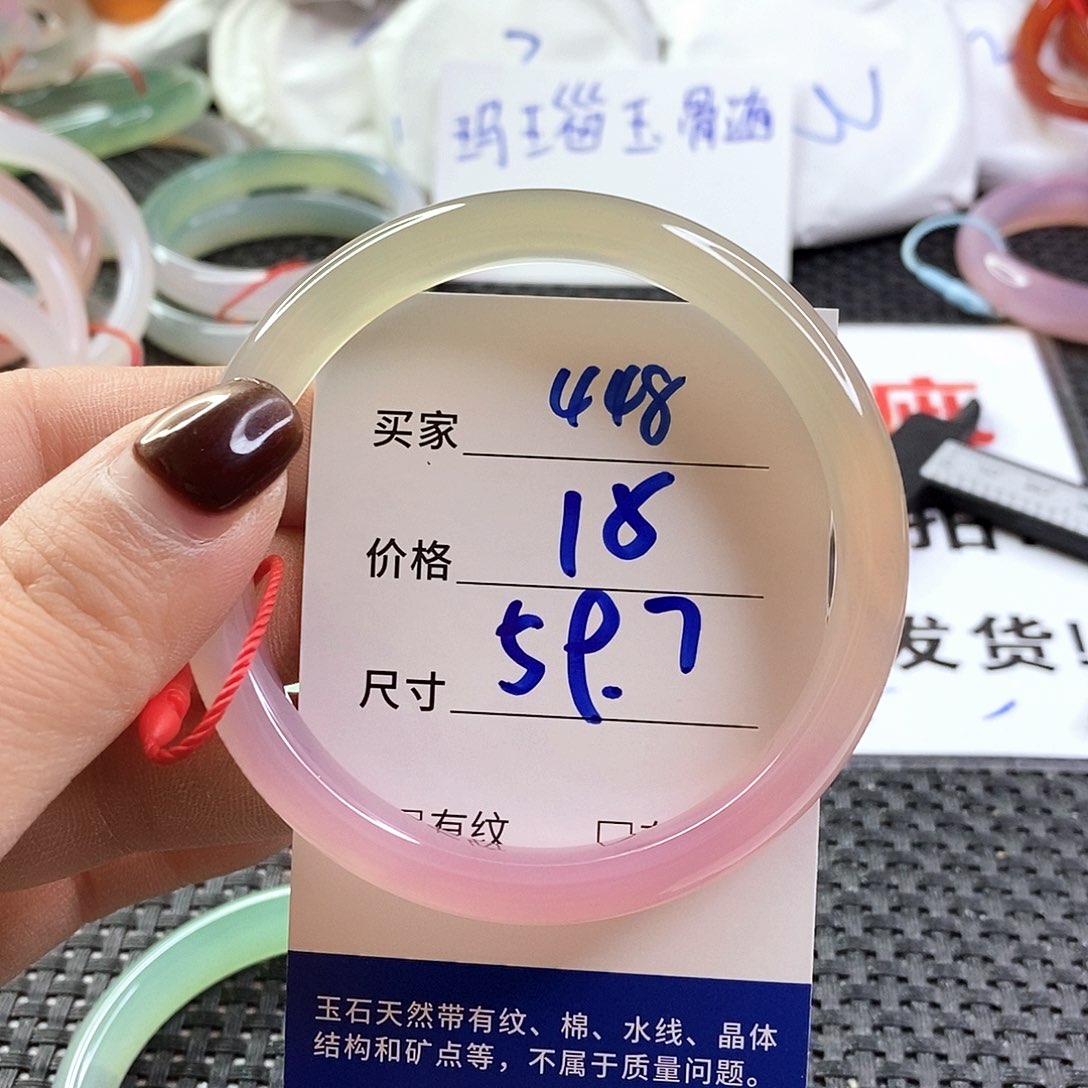 玛瑙玉骨髓
买家 448
价格 18
尺寸 59.7
有纹
发货!
玉石天然带有纹、棉、水线、晶体
结构和矿点等，不属于质量问题。